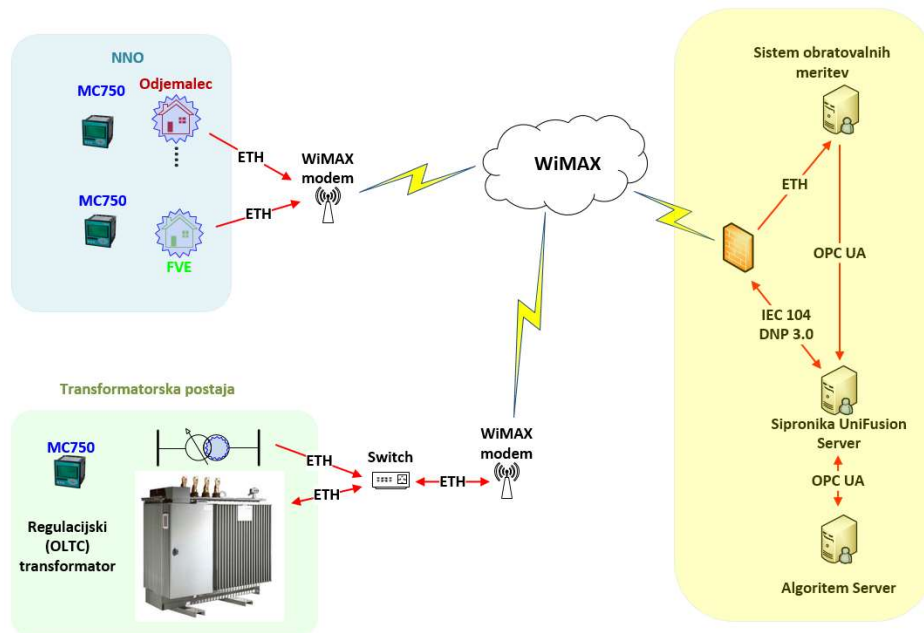 NNO
MC750
Odjemalec
ETH
WiMAX
modem
MC750
ETH
FVE
WiMAX
Sistem obratovalnih
meritev
ETH
OPC UA
IEC 104
DNP 3.0
Sipronika UniFusion
Server
OPC UA
Algoritem Server
Transformatorska postaja
MC750
ETH
ETH
Regulacijski
(OLTC)
transformator
Switch
ETH
WiMAX
modem